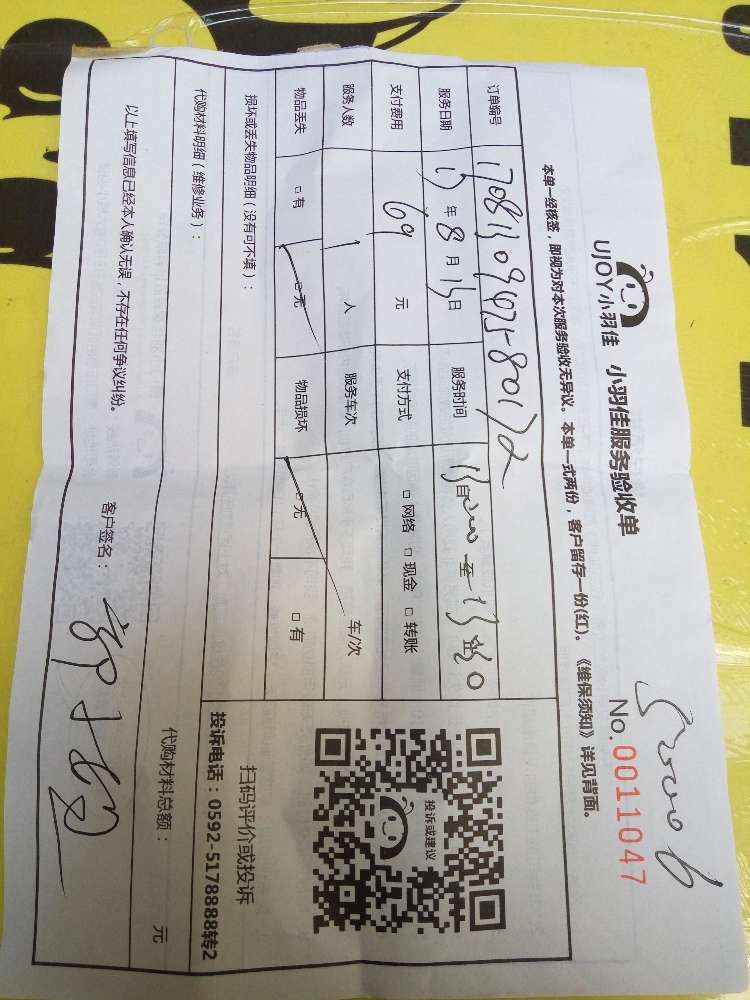 UJOY小羽佳 小羽佳服务验收单
No.0011047
本单一经核签，即视为对本次服务验收无异议。本单一式两份，客户留存一份(红)。《维保须知》详见背面。
订单编号
服务日期 年 8 月 15 日 服务时间 自 至
支付费用 69 元 支付方式 □ 网络 □ 现金 □ 转账
服务人数 1 人 服务车次 车/次
物品丢失 □ 有 □ 无 物品损坏 □ 无 □ 有
投诉或建议
扫码评价或投诉
投诉电话：0592-5178888转2
损坏或丢失物品明细（没有可不填）：
代购材料明细（维修业务）：
代购材料总额： 元
以上填写信息已经本人确认无误，不存在任何争议纠纷。
客户签名：